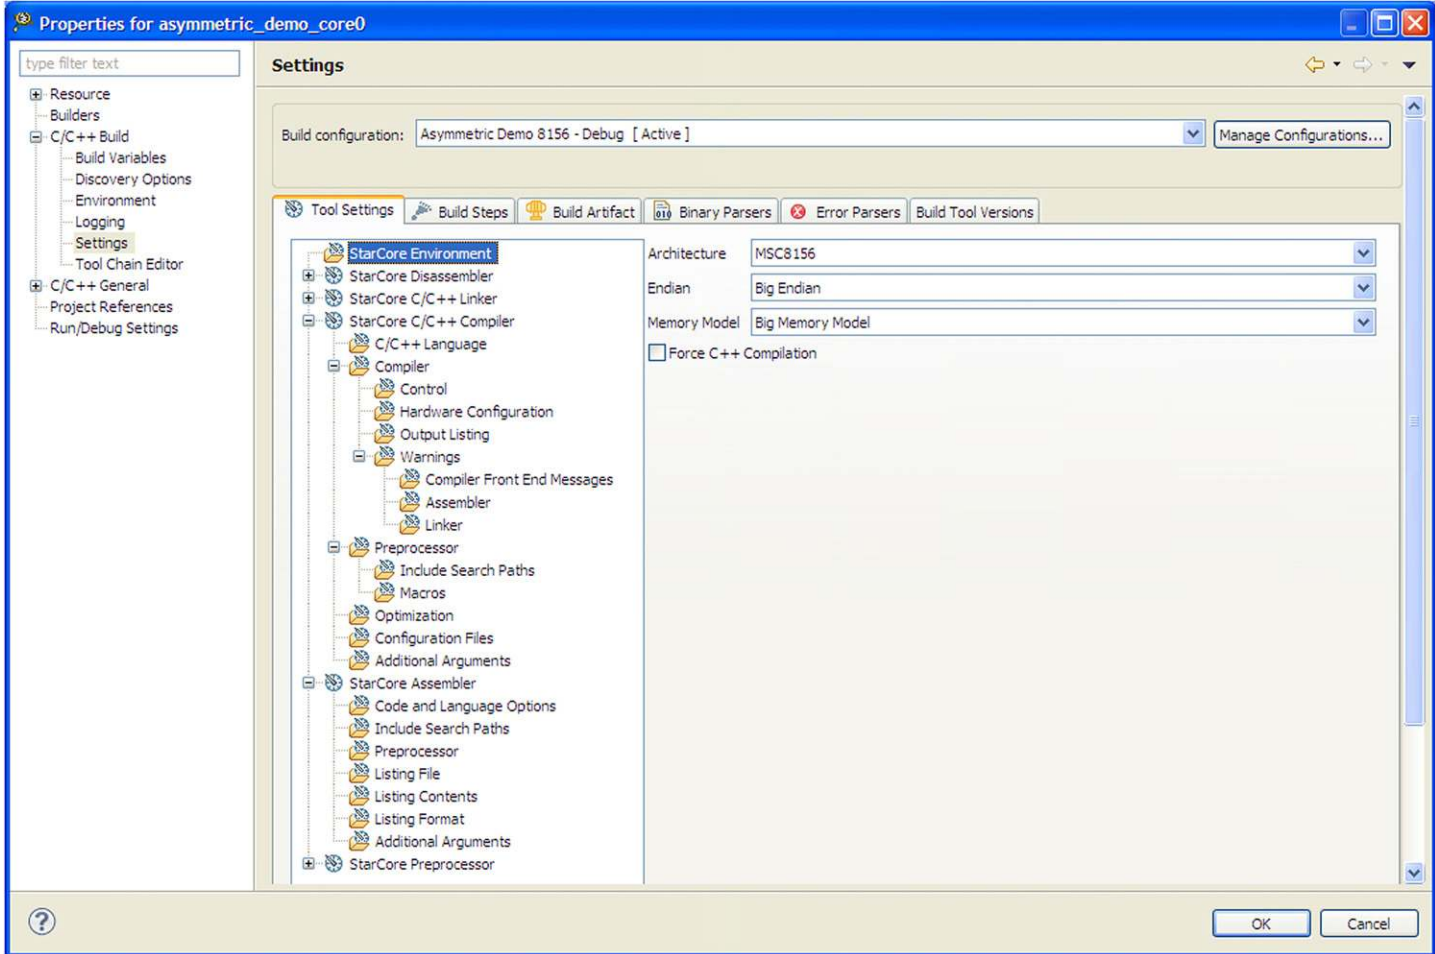 Properties for asymmetric_demo_core0
type filter text
Resource
Builders
C/C++ Build
Build Variables
Discovery Options
Environment
Logging
Settings
Tool Chain Editor
C/C++ General
Project References
Run/Debug Settings
Settings
Build configuration: Asymmetric Demo 8156 - Debug [ Active ] Manage Configurations...
Tool Settings Build Steps Build Artifact 010 Binary Parsers Error Parsers Build Tool Versions
StarCore Environment
StarCore Disassembler
StarCore C/C++ Linker
StarCore C/C++ Compiler
C/C++ Language
Compiler
Control
Hardware Configuration
Output Listing
Warnings
Compiler Front End Messages
Assembler
Linker
Preprocessor
Include Search Paths
Macros
Optimization
Configuration Files
Additional Arguments
StarCore Assembler
Code and Language Options
Include Search Paths
Preprocessor
Listing File
Listing Contents
Listing Format
Additional Arguments
StarCore Preprocessor
Architecture MSC8156
Endian Big Endian
Memory Model Big Memory Model
Force C++ Compilation
? OK Cancel